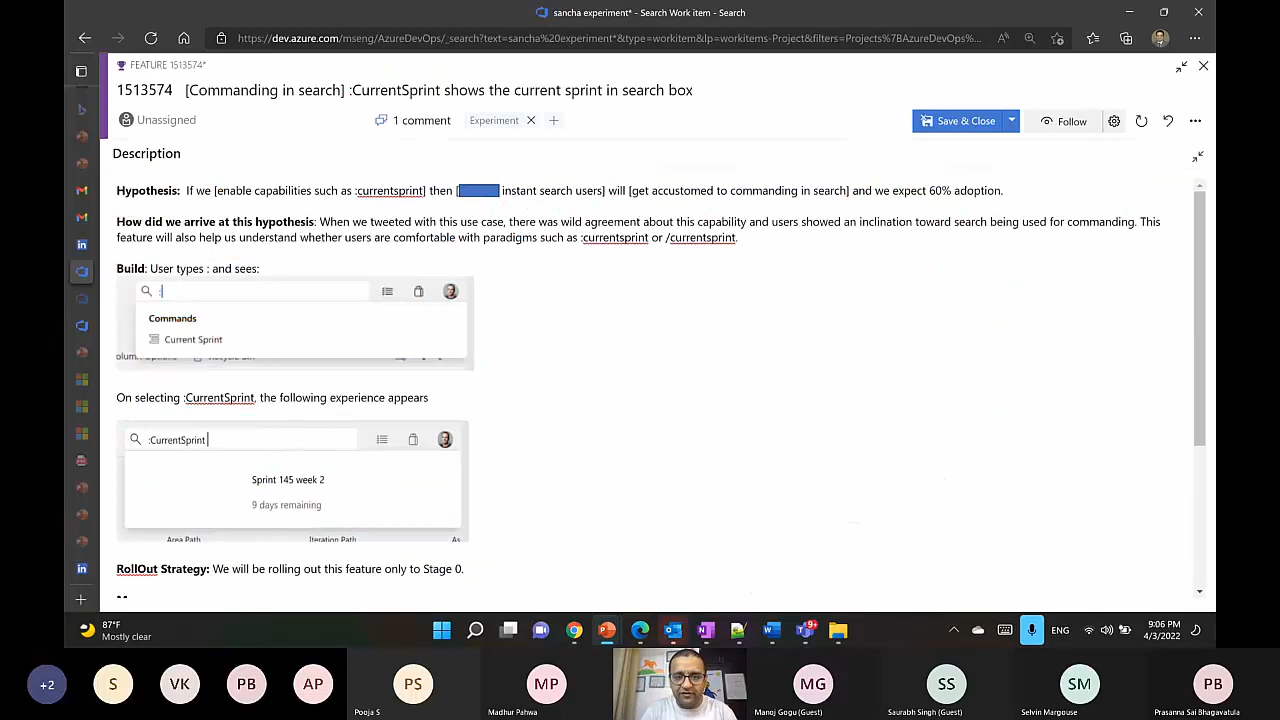 sancha experiment* - Search Work item - Search
https://dev.azure.com/mseng/AzureDevOps/_search?text=sancha%20experiment*&type=workitem&lp=workitems-Project&filters=Projects%7BAzureDevOps%...
FEATURE 1513574*
1513574 [Commanding in search] :CurrentSprint shows the current sprint in search box
Unassigned
1 comment
Experiment
Save & Close
Follow
Description
Hypothesis: If we [enable capabilities such as :currentsprint] then [ instant search users] will [get accustomed to commanding in search] and we expect 60% adoption.
How did we arrive at this hypothesis: When we tweeted with this use case, there was wild agreement about this capability and users showed an inclination toward search being used for commanding. This
feature will also help us understand whether users are comfortable with paradigms such as :currentsprint or /currentsprint.
Build: User types : and sees:
:
Commands
Current Sprint
On selecting :CurrentSprint, the following experience appears
:CurrentSprint
Sprint 145 week 2
9 days remaining
Area Path Iteration Path As
RollOut Strategy: We will be rolling out this feature only to Stage 0.
87°F
Mostly clear
9+
ENG
9:06 PM
4/3/2022
+2
S
VK
PB
AP
PS
Pooja S
MP
Madhur Pahwa
MG
Manoj Gogu (Guest)
SS
Saurabh Singh (Guest)
SM
Selvin Margouse
PB
Prasanna Sai Bhagavatula